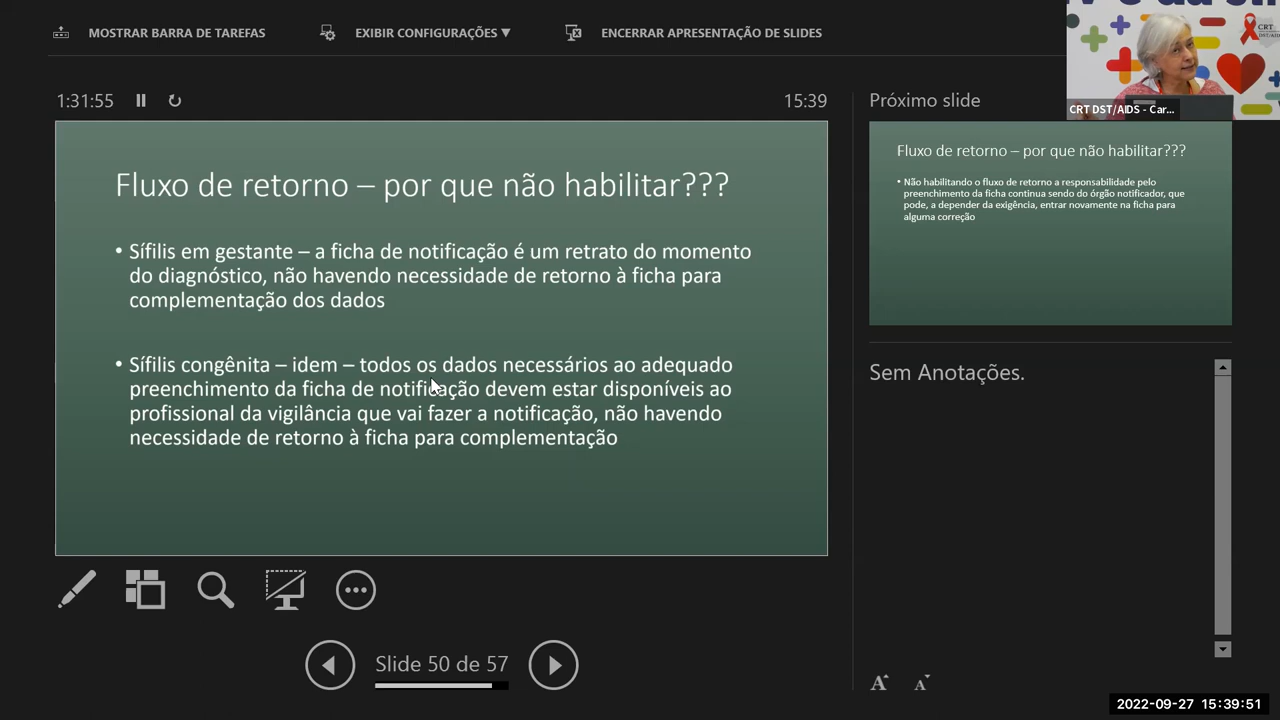 MOSTRAR BARRA DE TAREFAS
EXIBIR CONFIGURAÇÕES ▼
ENCERRAR APRESENTAÇÃO DE SLIDES
CRT
DST/AIDS
CRT DST/AIDS - Car...
1:31:55
15:39
Fluxo de retorno – por que não habilitar???
• Sífilis em gestante – a ficha de notificação é um retrato do momento
do diagnóstico, não havendo necessidade de retorno à ficha para
complementação dos dados
• Sífilis congênita – idem – todos os dados necessários ao adequado
preenchimento da ficha de notificação devem estar disponíveis ao
profissional da vigilância que vai fazer a notificação, não havendo
necessidade de retorno à ficha para complementação
Próximo slide
Fluxo de retorno – por que não habilitar???
• Não habilitando o fluxo de retorno a responsabilidade pelo
preenchimento da ficha continua sendo do órgão notificador, que
pode, a depender da exigência, entrar novamente na ficha para
alguma correção
Sem Anotações.
Slide 50 de 57
A A
2022-09-27 15:39:51